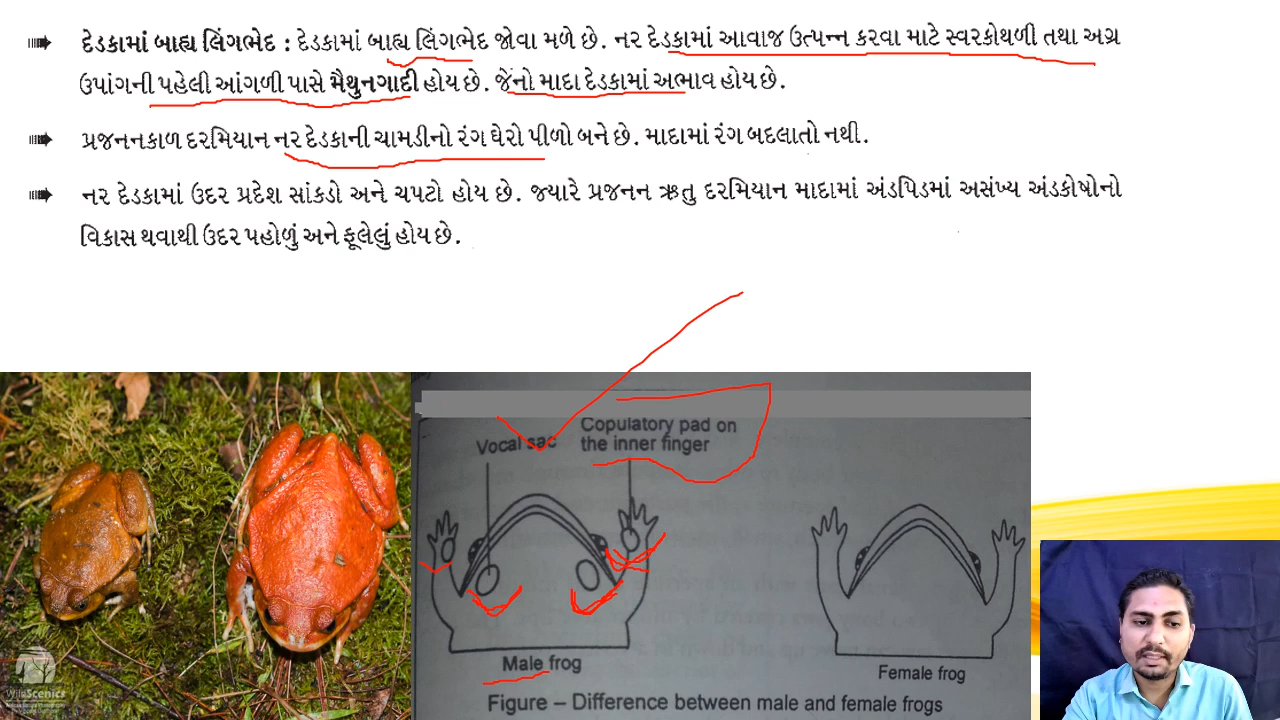 દેડકામાં બાહ્ય લિંગભેદ : દેડકામાં બાહ્ય લિંગભેદ જોવા મળે છે. નર દેડકામાં આવાજ ઉત્પન્ન કરવા માટે સ્વરકોથળી તથા અગ્ર
ઉપાંગની પહેલી આંગળી પાસે મૈથુનગાદી હોય છે. જેનો માદા દેડકામાં અભાવ હોય છે.
પ્રજનનકાળ દરમિયાન નર દેડકાની ચામડીનો રંગ ઘેરો પીળો બને છે. માદામાં રંગ બદલાતો નથી.
નર દેડકામાં ઉદર પ્રદેશ સાંકડો અને ચપટો હોય છે. જ્યારે પ્રજનન ઋતુ દરમિયાન માદામાં અંડપિડમાં અસંખ્ય અંડકોષોનો
વિકાસ થવાથી ઉદર પહોળું અને ફૂલેલું હોય છે.
Vocal sac
Copulatory pad on
the inner finger
Male frog
Female frog
Figure – Difference between male and female frogs
WildScenics